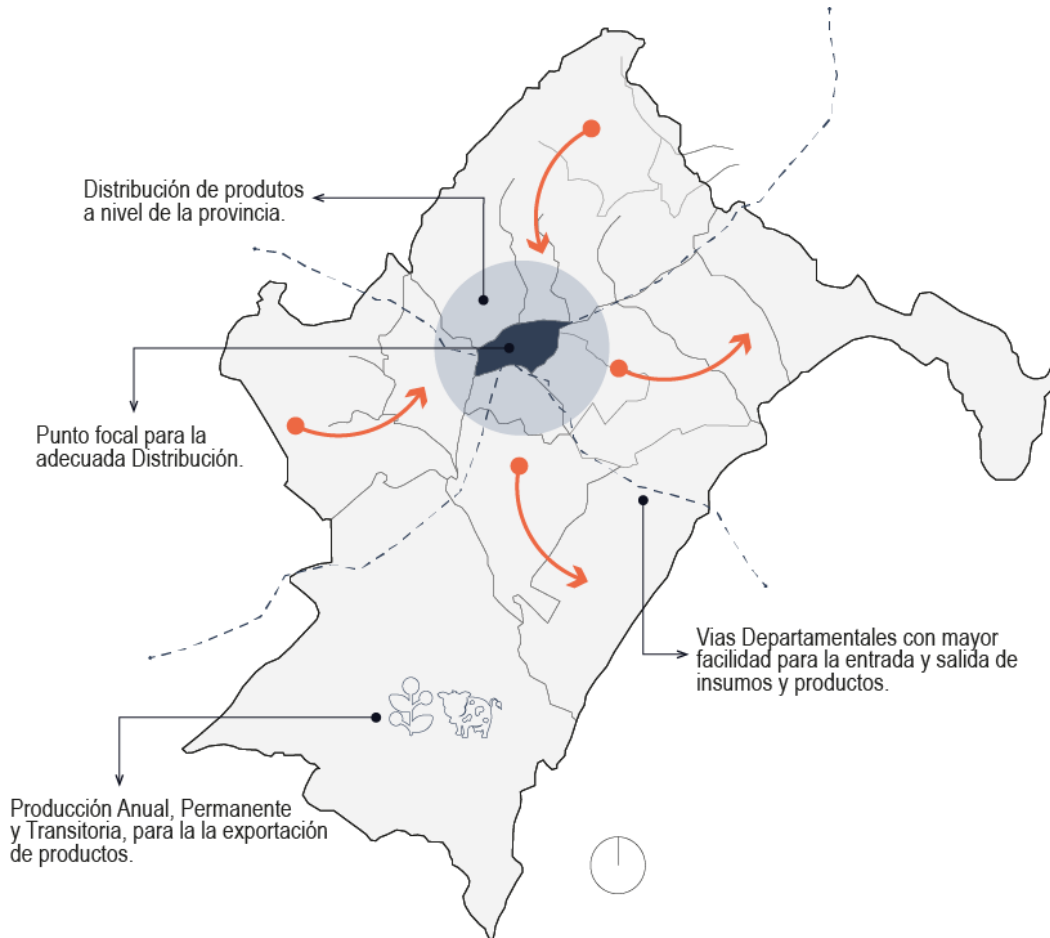 Distribución de produtos
a nivel de la provincia.
Punto focal para la
adecuada Distribución.
Vias Departamentales con mayor
facilidad para la entrada y salida de
insumos y productos.
Producción Anual, Permanente
y Transitoria, para la la exportación
de productos.